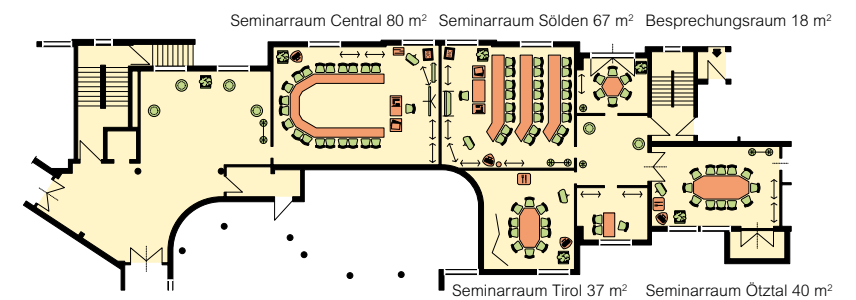 Seminarraum Central 80 m² Seminarraum Sölden 67 m² Besprechungsraum 18 m²
Seminarraum Tirol 37 m² Seminarraum Ötztal 40 m²